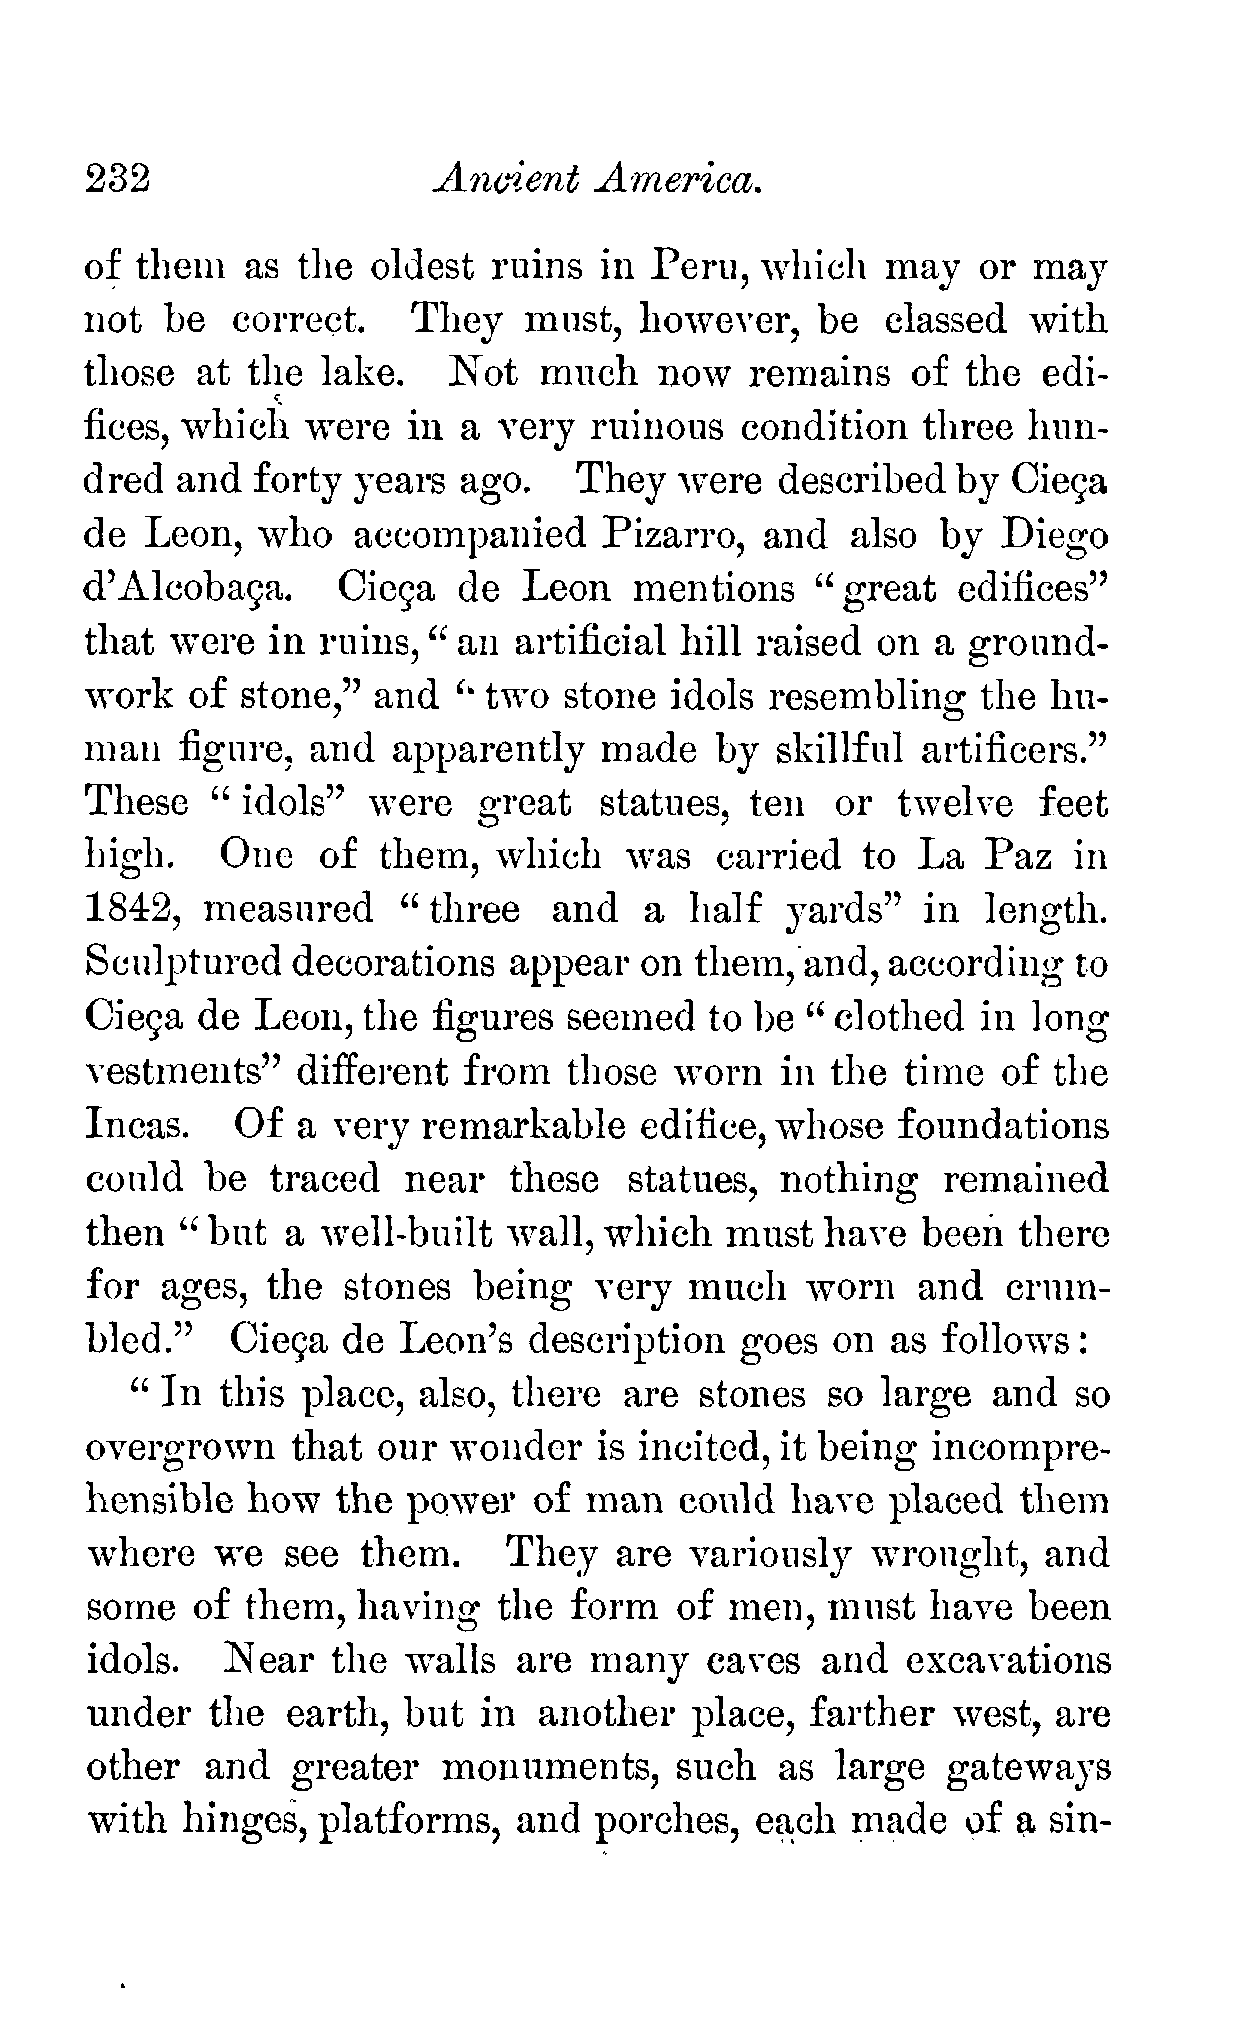 232 Ancient America.
of them as the oldest ruins in Peru, which may or may
not be correct. They must, however, be classed with
those at the lake. Not much now remains of the edi-
fices, which were in a very ruinous condition three hun-
dred and forty years ago. They were described by Cieça
de Leon, who accompanied Pizarro, and also by Diego
d'Alcobaça. Cieça de Leon mentions "great edifices"
that were in ruins, "an artificial hill raised on a ground-
work of stone," and "two stone idols resembling the hu-
man figure, and apparently made by skillful artificers."
These "idols" were great statues, ten or twelve feet
high. One of them, which was carried to La Paz in
1842, measured "three and a half yards" in length.
Sculptured decorations appear on them, and, according to
Cieça de Leon, the figures seemed to be "clothed in long
vestments" different from those worn in the time of the
Incas. Of a very remarkable edifice, whose foundations
could be traced near these statues, nothing remained
then "but a well-built wall, which must have been there
for ages, the stones being very much worn and crum-
bled." Cieça de Leon's description goes on as follows:
"In this place, also, there are stones so large and so
overgrown that our wonder is incited, it being incompre-
hensible how the power of man could have placed them
where we see them. They are variously wrought, and
some of them, having the form of men, must have been
idols. Near the walls are many caves and excavations
under the earth, but in another place, farther west, are
other and greater monuments, such as large gateways
with hinges, platforms, and porches, each made of a sin-